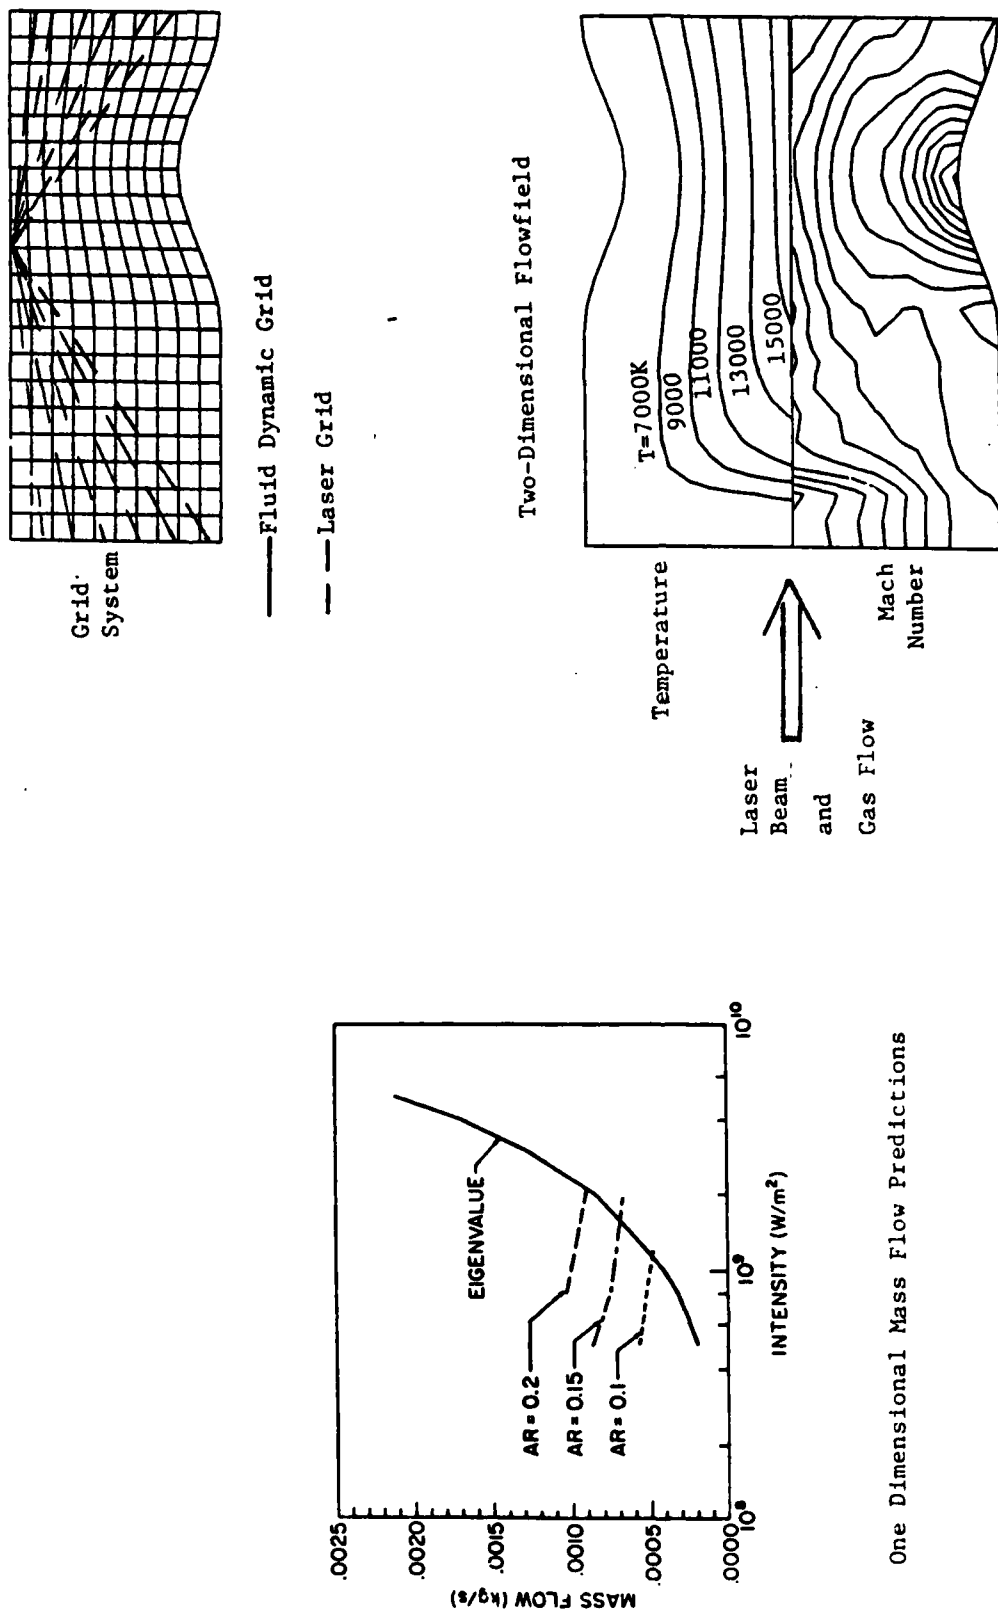 Grid
System
Fluid Dynamic Grid
Laser Grid
Two-Dimensional Flowfield
Temperature
T=7000K
9000
11000
13000
15000
Laser
Beam
and
Gas Flow
Mach
Number
MASS FLOW (kg/s)
.0025
.0020
.0015
.0010
.0005
.0000
EIGENVALUE
AR = 0.2
AR = 0.15
AR = 0.1
10⁸
10⁹
10¹⁰
INTENSITY (W/m²)
One Dimensional Mass Flow Predictions